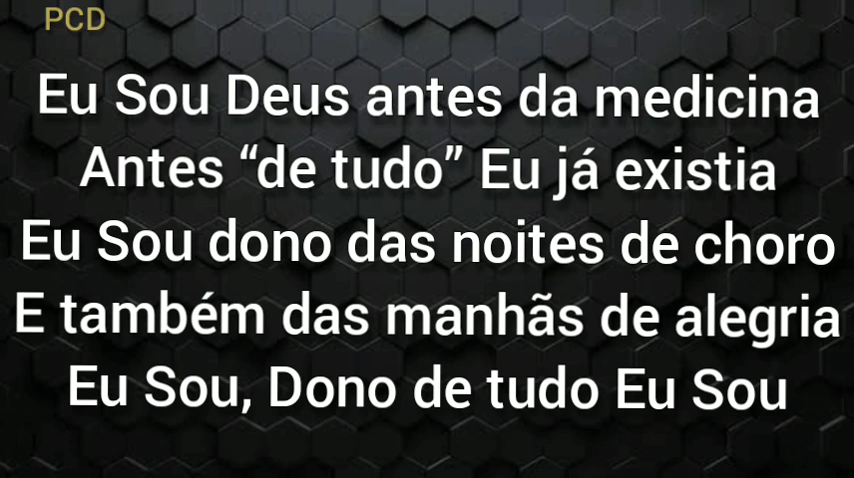 PCD
Eu Sou Deus antes da medicina
Antes “de tudo” Eu já existia
Eu Sou dono das noites de choro
E também das manhãs de alegria
Eu Sou, Dono de tudo Eu Sou